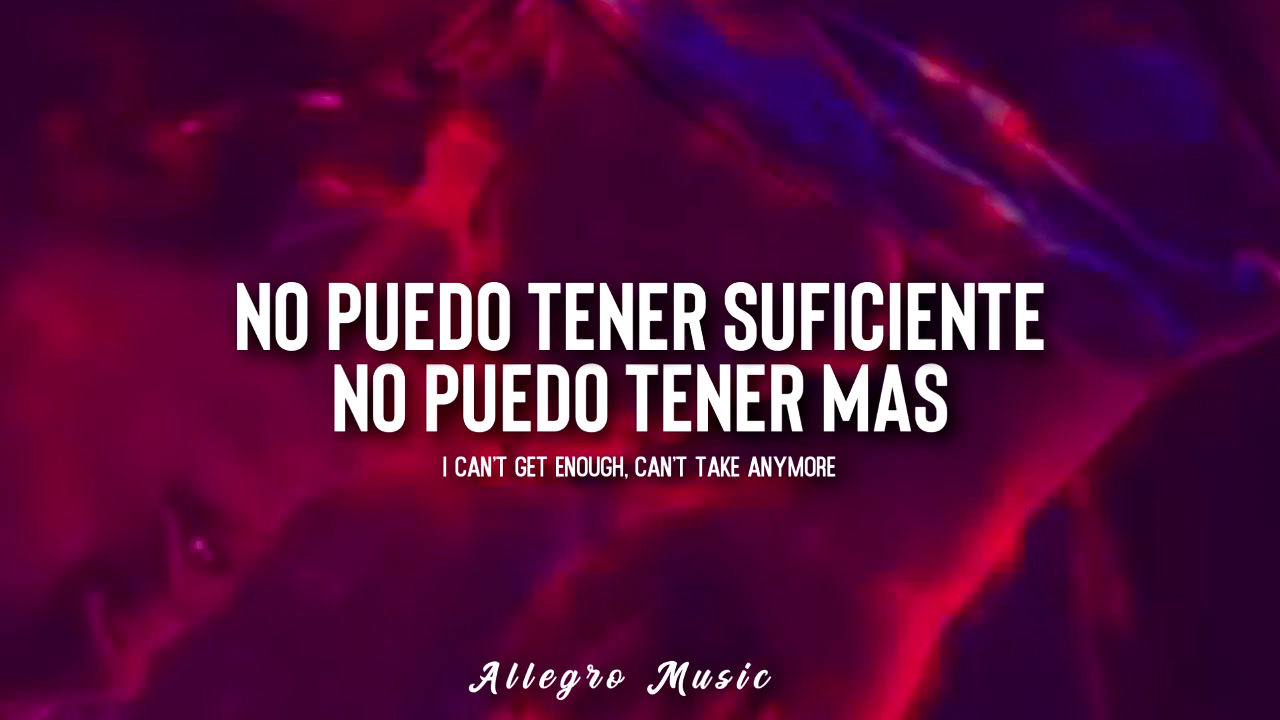 NO PUEDO TENER SUFICIENTE
NO PUEDO TENER MAS
I CAN'T GET ENOUGH, CAN'T TAKE ANYMORE
Allegro Music